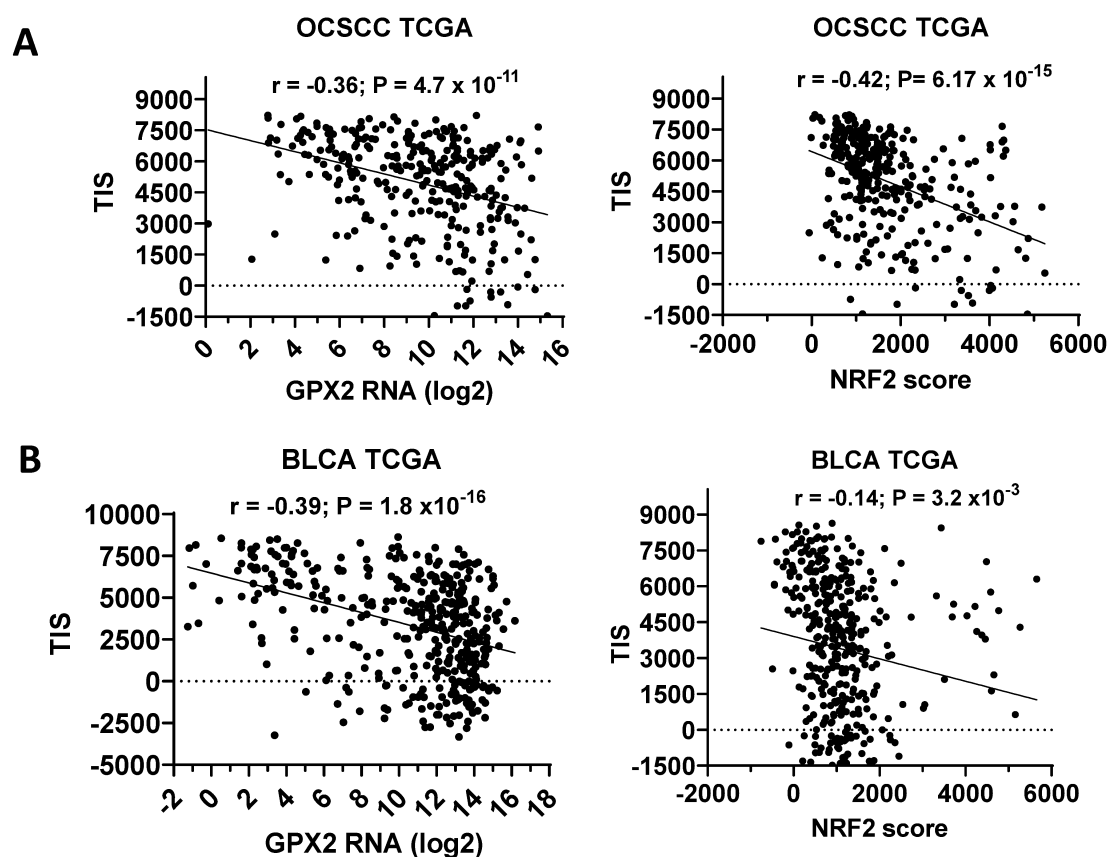 A
OCSCC TCGA
r = -0.36; P = 4.7 x 10-11
TIS
9000
7500
6000
4500
3000
1500
0
-1500
0 2 4 6 8 10 12 14 16
GPX2 RNA (log2)
OCSCC TCGA
r = -0.42; P= 6.17 x 10-15
TIS
9000
7500
6000
4500
3000
1500
0
-1500
-2000 0 2000 4000 6000
NRF2 score
B
BLCA TCGA
r = -0.39; P = 1.8 x10-16
TIS
10000
7500
5000
2500
0
-2500
-5000
-2 0 2 4 6 8 10 12 14 16 18
GPX2 RNA (log2)
BLCA TCGA
r = -0.14; P = 3.2 x10-3
TIS
9000
7500
6000
4500
3000
1500
0
-1500
-2000 0 2000 4000 6000
NRF2 score